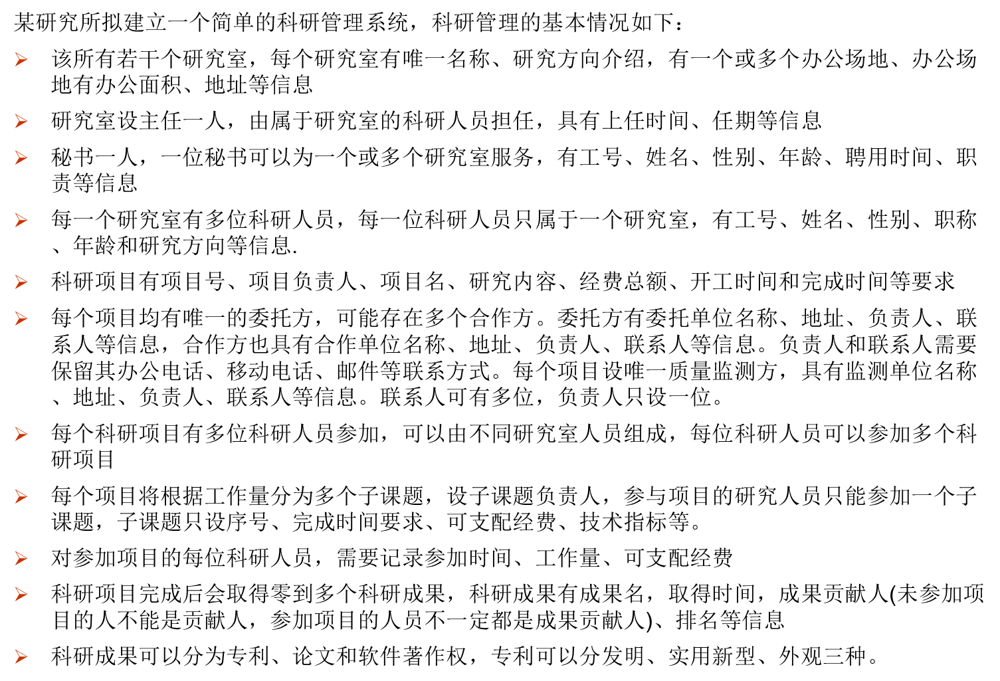 某研究所拟建立一个简单的科研管理系统，科研管理的基本情况如下：
该所有若干个研究室，每个研究室有唯一名称、研究方向介绍，有一个或多个办公场地、办公场
地有办公面积、地址等信息
研究室设主任一人，由属于研究室的科研人员担任，具有上任时间、任期等信息
秘书一人，一位秘书可以为一个或多个研究室服务，有工号、姓名、性别、年龄、聘用时间、职
责等信息
每一个研究室有多位科研人员，每一位科研人员只属于一个研究室，有工号、姓名、性别、职称
、年龄和研究方向等信息.
科研项目有项目号、项目负责人、项目名、研究内容、经费总额、开工时间和完成时间等要求
每个项目均有唯一的委托方，可能存在多个合作方。委托方有委托单位名称、地址、负责人、联
系人等信息，合作方也具有合作单位名称、地址、负责人、联系人等信息。负责人和联系人需要
保留其办公电话、移动电话、邮件等联系方式。每个项目设唯一质量监测方，具有监测单位名称
、地址、负责人、联系人等信息。联系人可有多位，负责人只设一位。
每个科研项目有多位科研人员参加，可以由不同研究室人员组成，每位科研人员可以参加多个科
研项目
每个项目将根据工作量分为多个子课题，设子课题负责人，参与项目的研究人员只能参加一个子
课题，子课题只设序号、完成时间要求、可支配经费、技术指标等。
对参加项目的每位科研人员，需要记录参加时间、工作量、可支配经费
科研项目完成后会取得零到多个科研成果，科研成果有成果名，取得时间，成果贡献人(未参加项
目的人不能是贡献人，参加项目的人员不一定都是成果贡献人)、排名等信息
科研成果可以分为专利、论文和软件著作权，专利可以分发明、实用新型、外观三种。